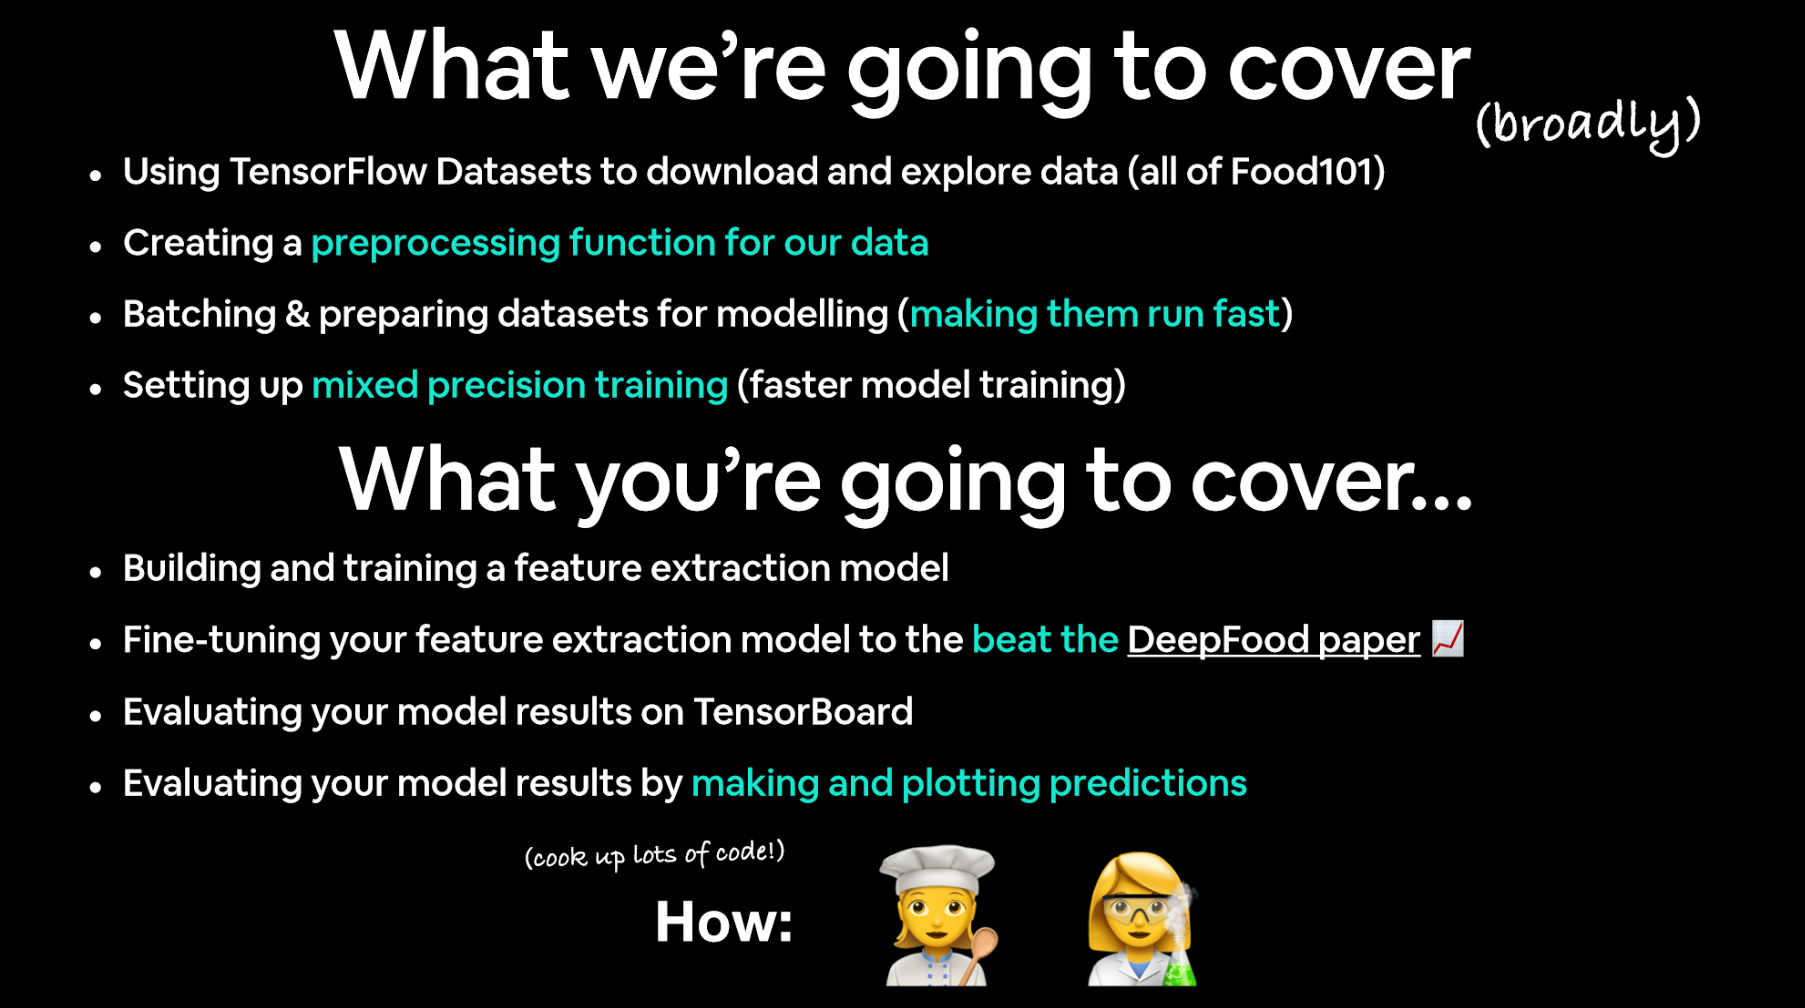 What we're going to cover
(broadly)
• Using TensorFlow Datasets to download and explore data (all of Food101)
• Creating a preprocessing function for our data
• Batching & preparing datasets for modelling (making them run fast)
• Setting up mixed precision training (faster model training)
What you're going to cover...
• Building and training a feature extraction model
• Fine-tuning your feature extraction model to the beat the DeepFood paper 📈
• Evaluating your model results on TensorBoard
• Evaluating your model results by making and plotting predictions
(cook up lots of code!)
How: